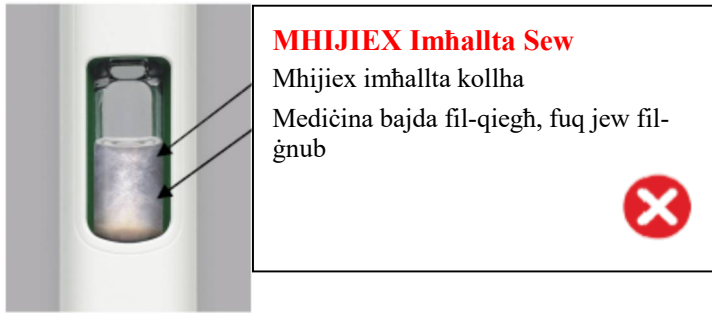 MHIJIEX Imħallta Sew
Mhijiex imħallta kollha
Mediċina bajda fil-qiegħ, fuq jew fil-
ġnub